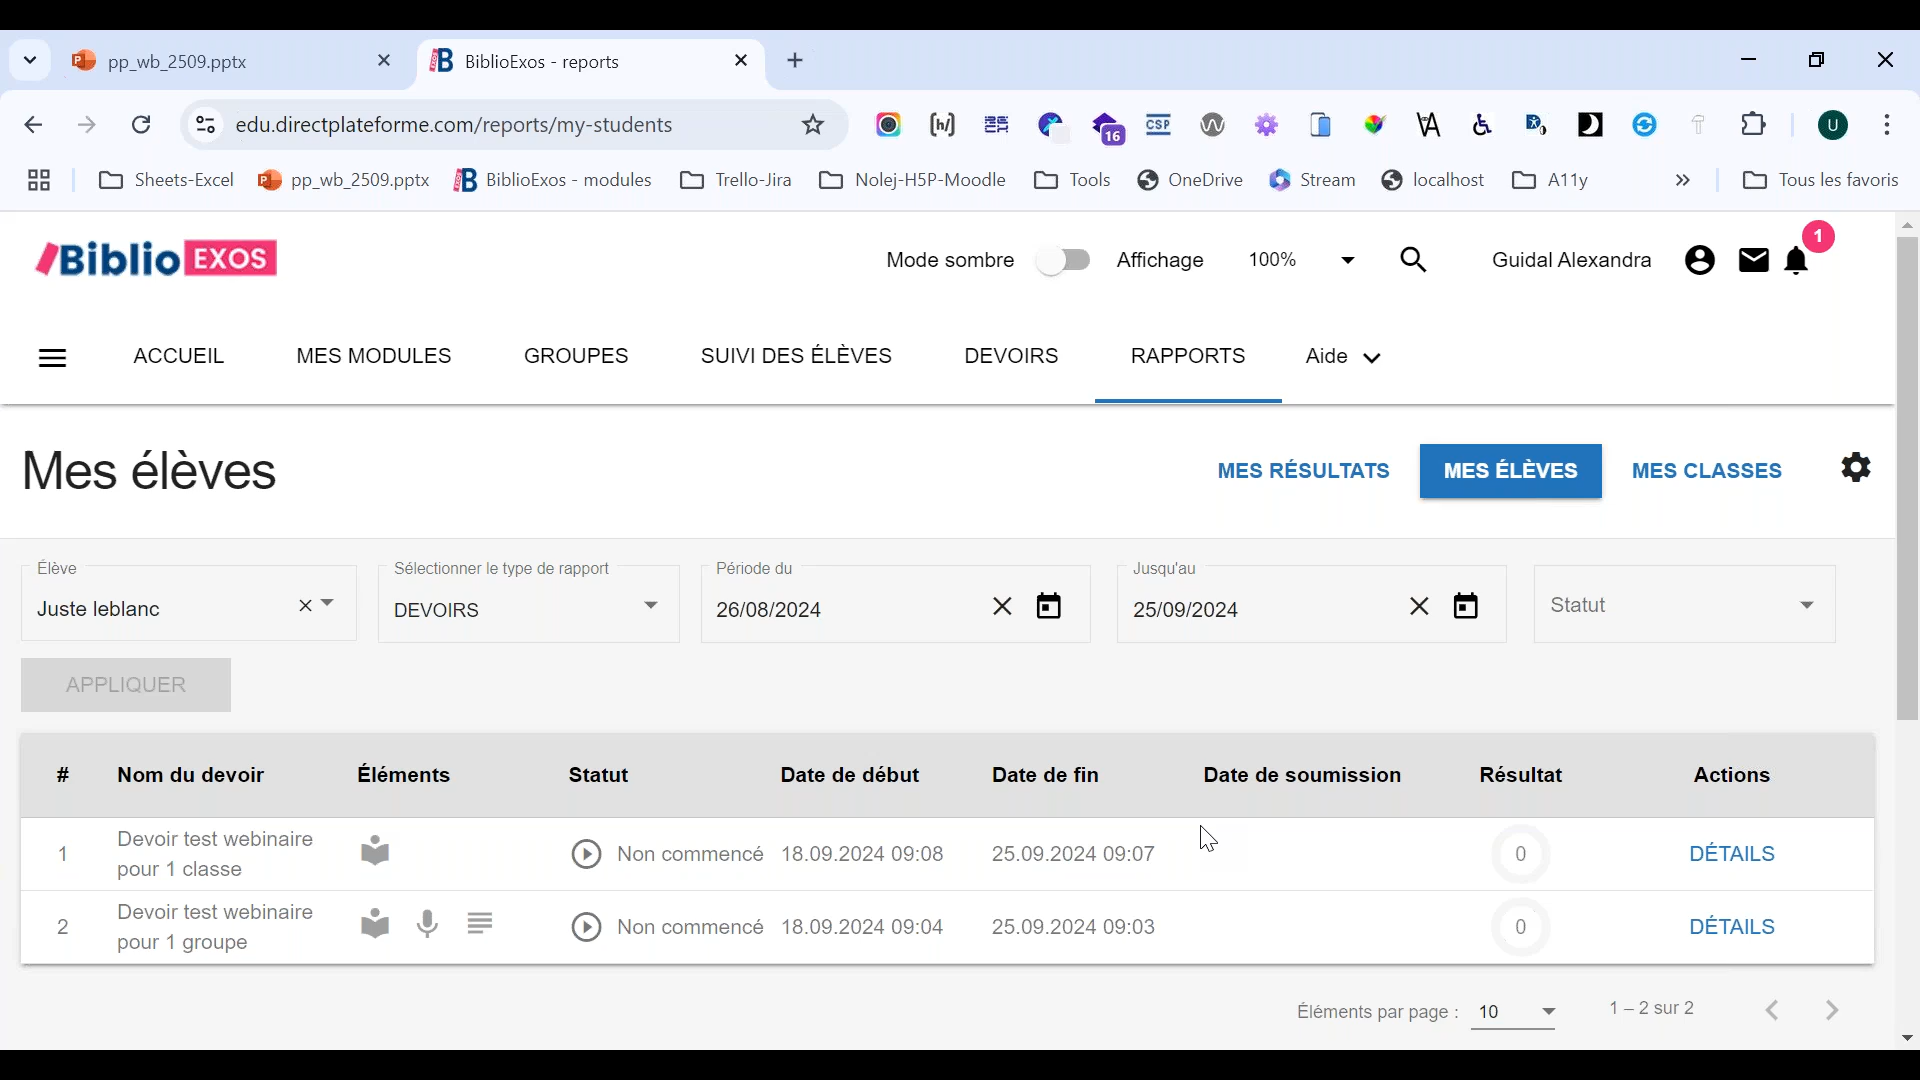 pp_wb_2509.pptx
BiblioExos - reports
edu.directplateforme.com/reports/my-students
16
CSP
U
Sheets-Excel
pp_wb_2509.pptx
BiblioExos - modules
Trello-Jira
Nolej-H5P-Moodle
Tools
OneDrive
Stream
localhost
A11y
Tous les favoris
Biblio EXOS
Mode sombre
Affichage
100%
Guidal Alexandra
1
ACCUEIL
MES MODULES
GROUPES
SUIVI DES ÉLÈVES
DEVOIRS
RAPPORTS
Aide
Mes élèves
MES RÉSULTATS
MES ÉLÈVES
MES CLASSES
Élève
Juste leblanc
Sélectionner le type de rapport
DEVOIRS
Période du
26/08/2024
Jusqu'au
25/09/2024
Statut
APPLIQUER
# Nom du devoir Éléments Statut Date de début Date de fin Date de soumission Résultat Actions
1 Devoir test webinaire
pour 1 classe
Non commencé 18.09.2024 09:08 25.09.2024 09:07 0 DÉTAILS
2 Devoir test webinaire
pour 1 groupe
Non commencé 18.09.2024 09:04 25.09.2024 09:03 0 DÉTAILS
Éléments par page : 10 1 – 2 sur 2